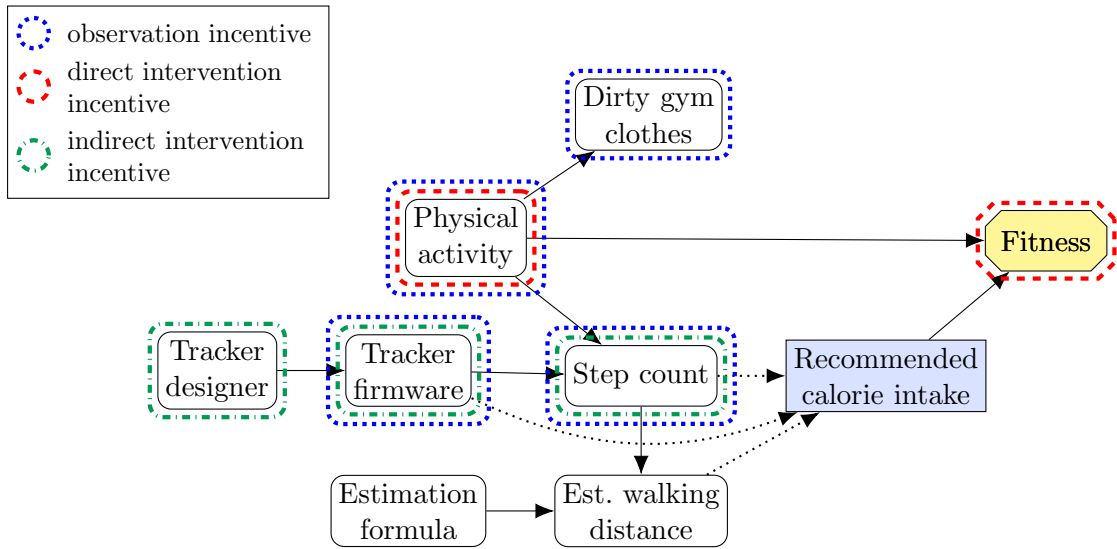 observation incentive
direct intervention
incentive
indirect intervention
incentive
Dirty gym
clothes
Physical
activity
Fitness
Tracker
designer
Tracker
firmware
Step count
Recommended
calorie intake
Estimation
formula
Est. walking
distance